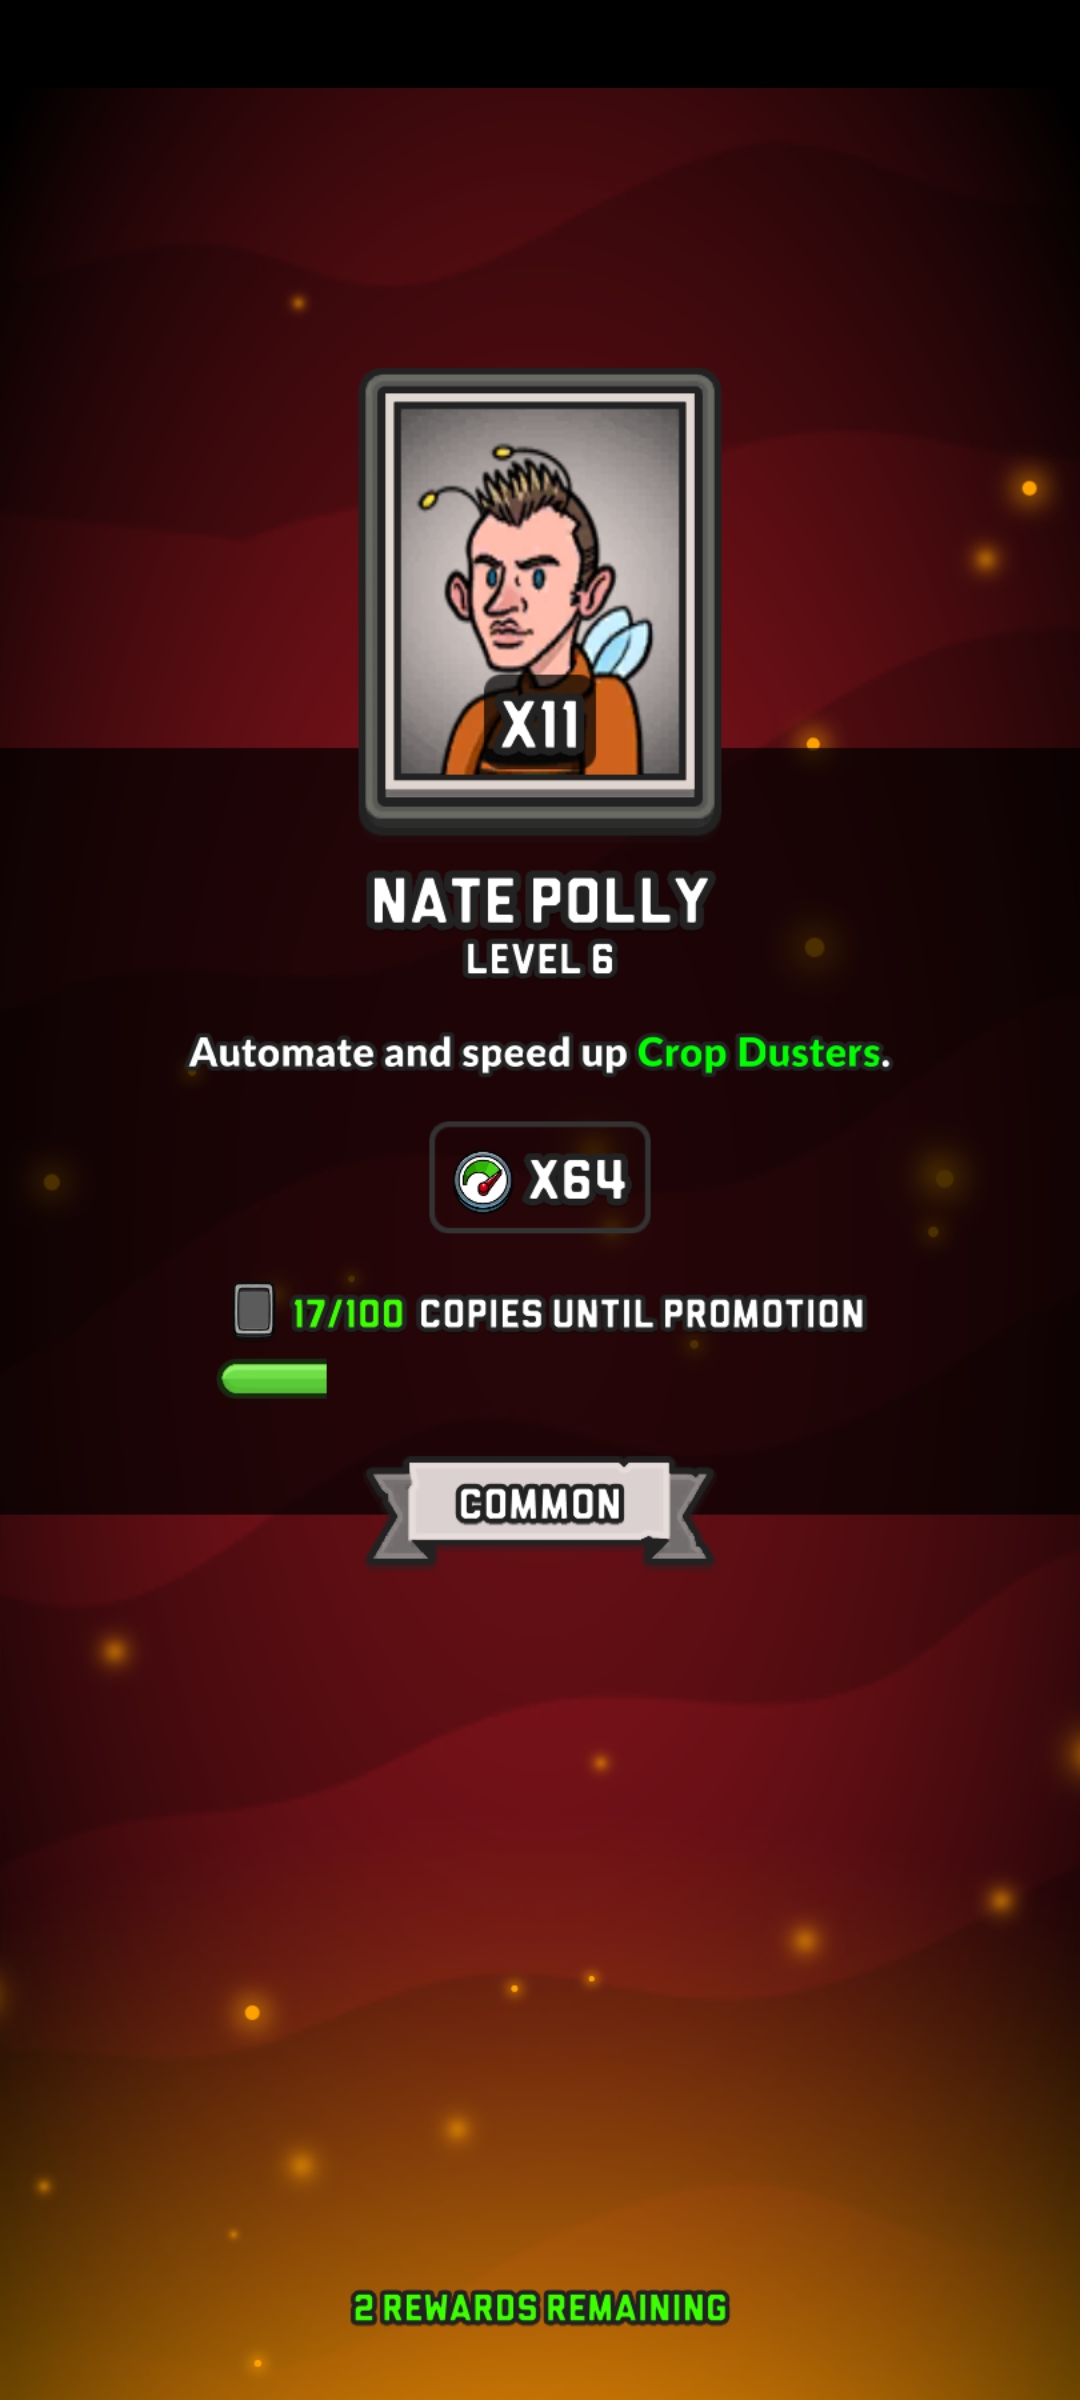 X11
NATE POLLY
LEVEL 6
Automate and speed up Crop Dusters.
X64
17/100 COPIES UNTIL PROMOTION
COMMON
2 REWARDS REMAINING